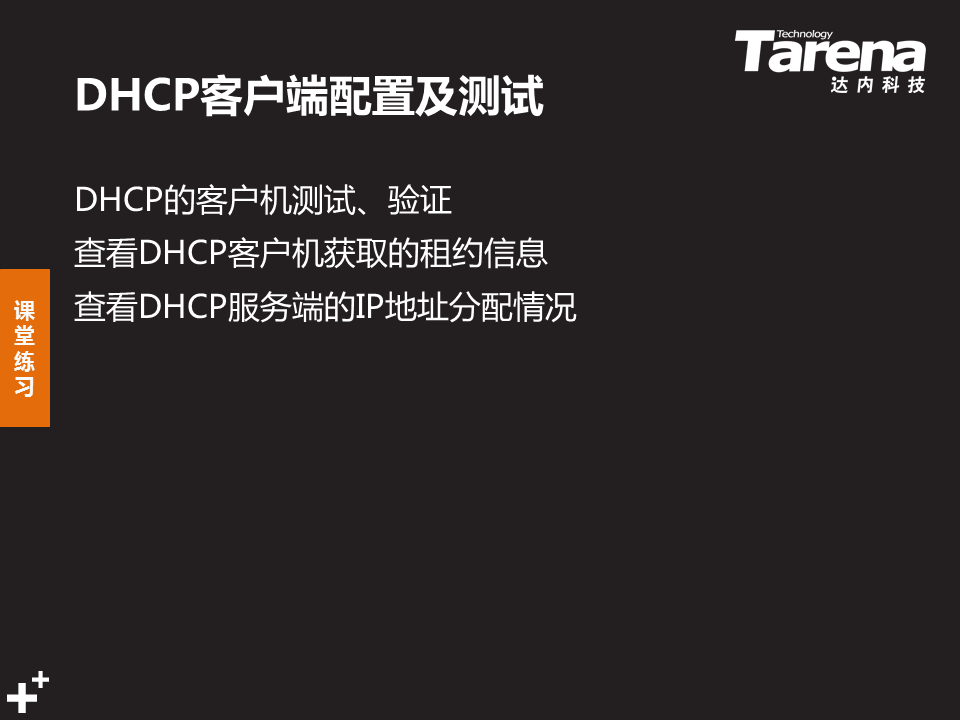 Technology
Tarena
达内科技
DHCP客户端配置及测试
DHCP的客户机测试、验证
查看DHCP客户机获取的租约信息
查看DHCP服务端的IP地址分配情况
课
堂
练
习